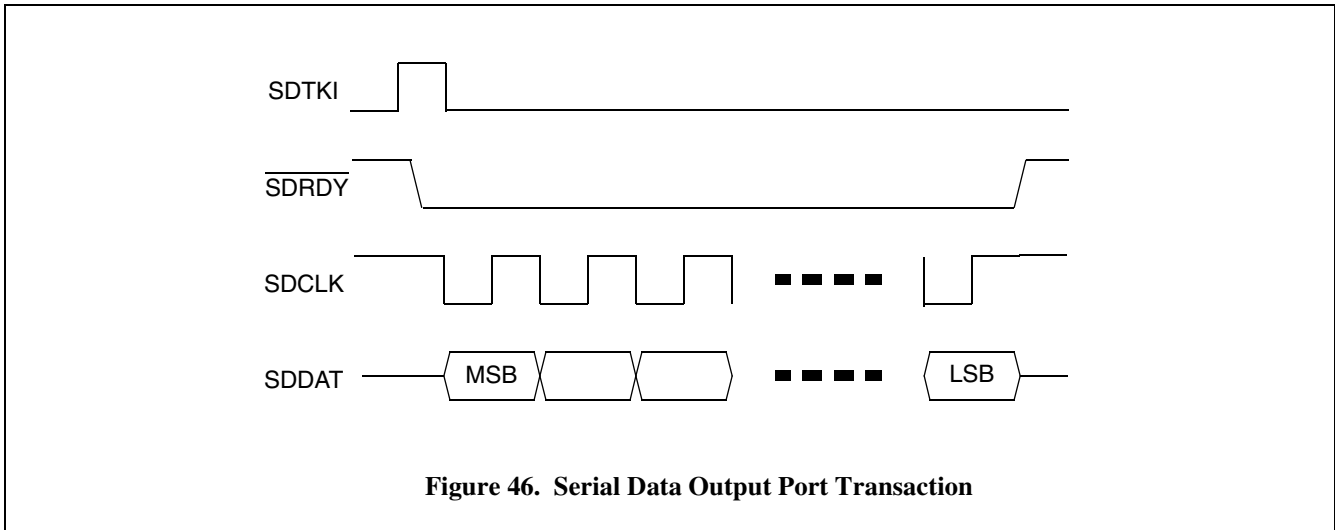 SDTKI
SDRDY
SDCLK
SDDAT
MSB
LSB
Figure 46. Serial Data Output Port Transaction